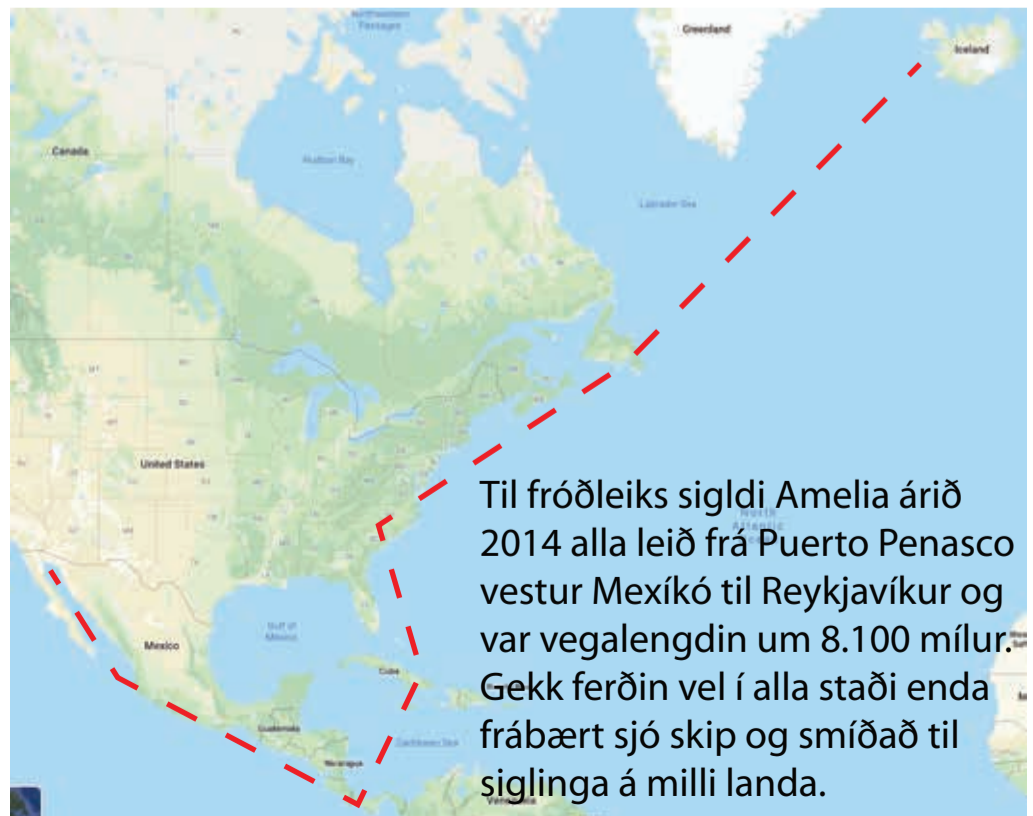 Northwestern
Passages
Greenland
Iceland
Canada
Hudson Bay
Labrador Sea
United States
Til fróðleiks sigldi Amelia árið
2014 alla leið frá Puerto Penasco
vestur Mexíkó til Reykjavíkur og
var vegalengdin um 8.100 mílur.
Gekk ferðin vel í alla staði enda
frábært sjó skip og smíðað til
siglinga á milli landa.
North
Atlantic
Gulf of
Mexico
Mexico
Cuba
Guatemala
Caribbean Sea
Nicaragua
Venezuela